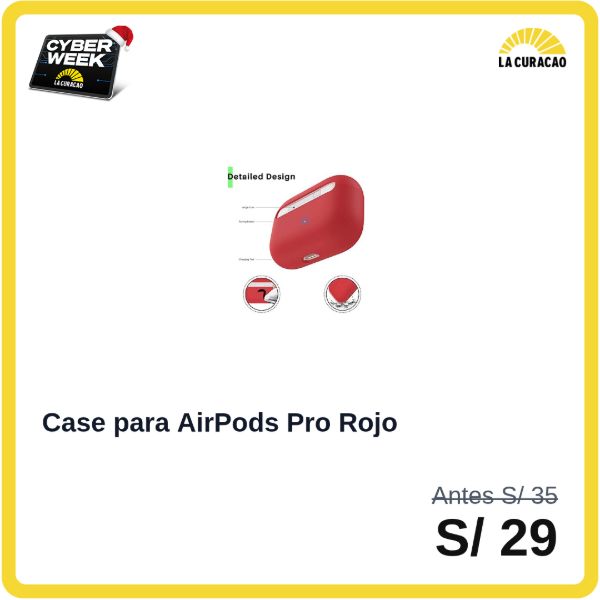 CYBER
WEEK
LA CURACAO
LA CURACAO
Detailed Design
Case para AirPods Pro Rojo
Antes S/ 35
S/ 29